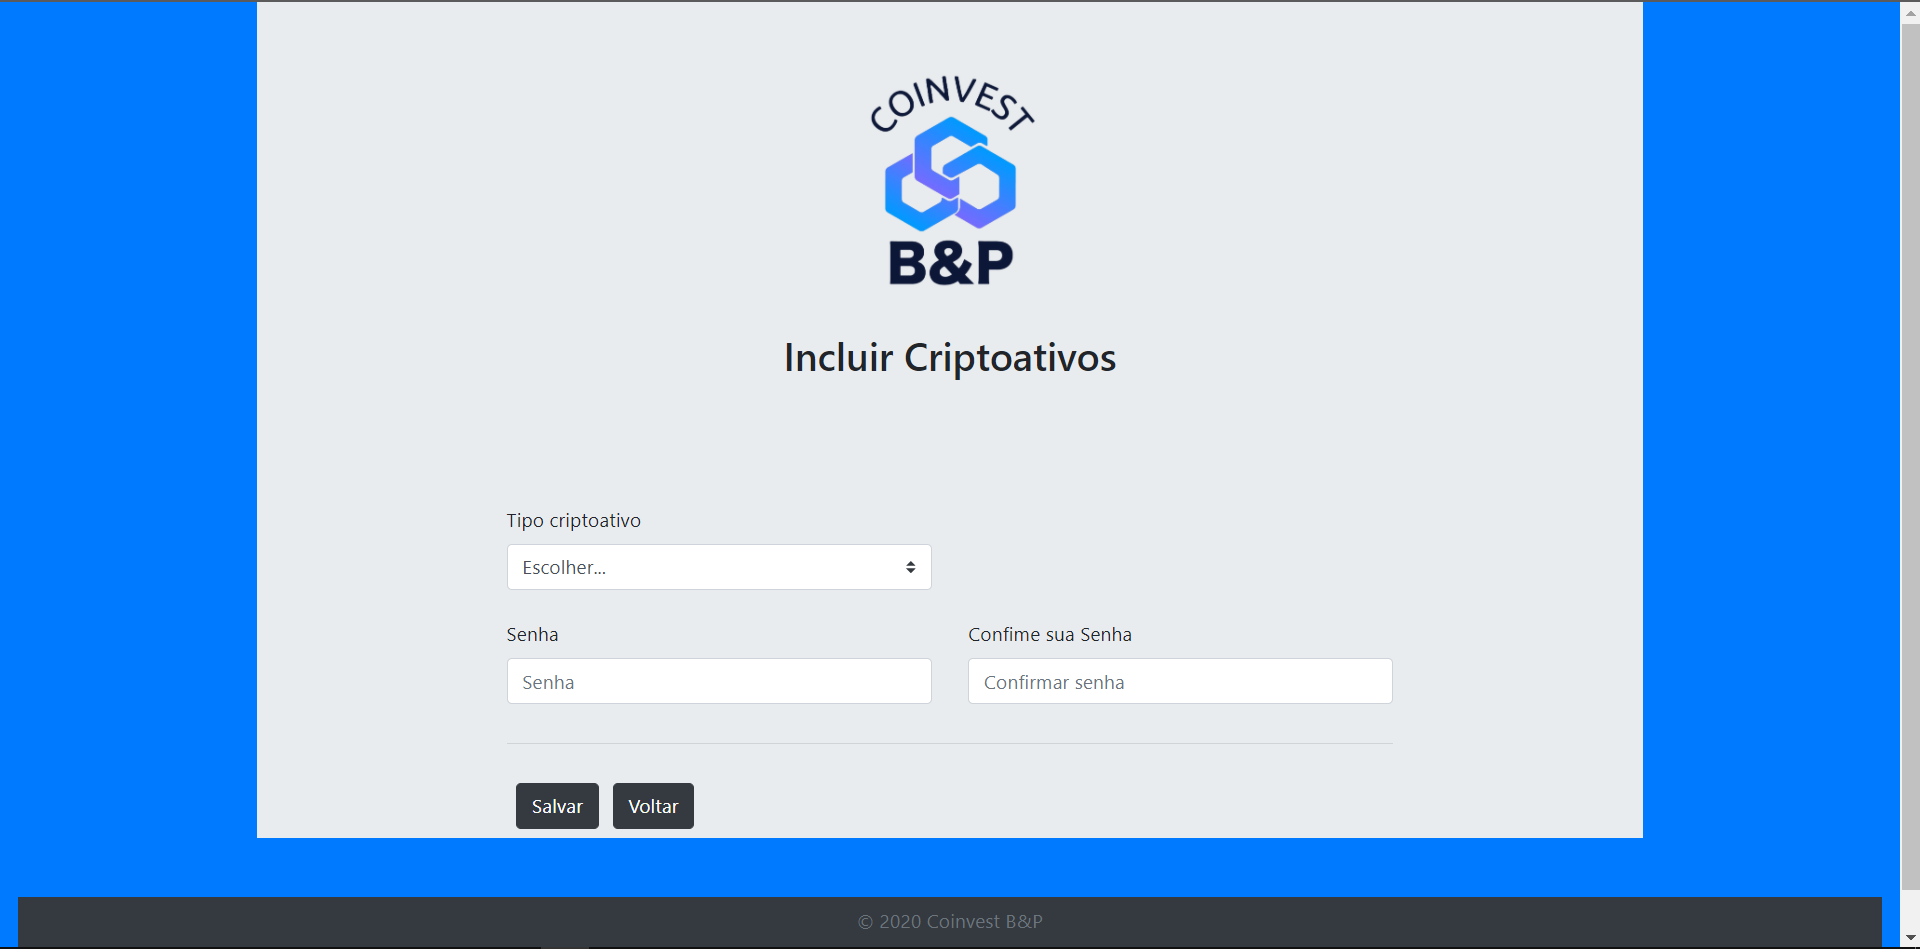 COINVEST
B&P
Incluir Criptoativos
Tipo criptoativo
Escolher...
Senha
Confime sua Senha
Senha
Confirmar senha
Salvar
Voltar
© 2020 Coinvest B&P